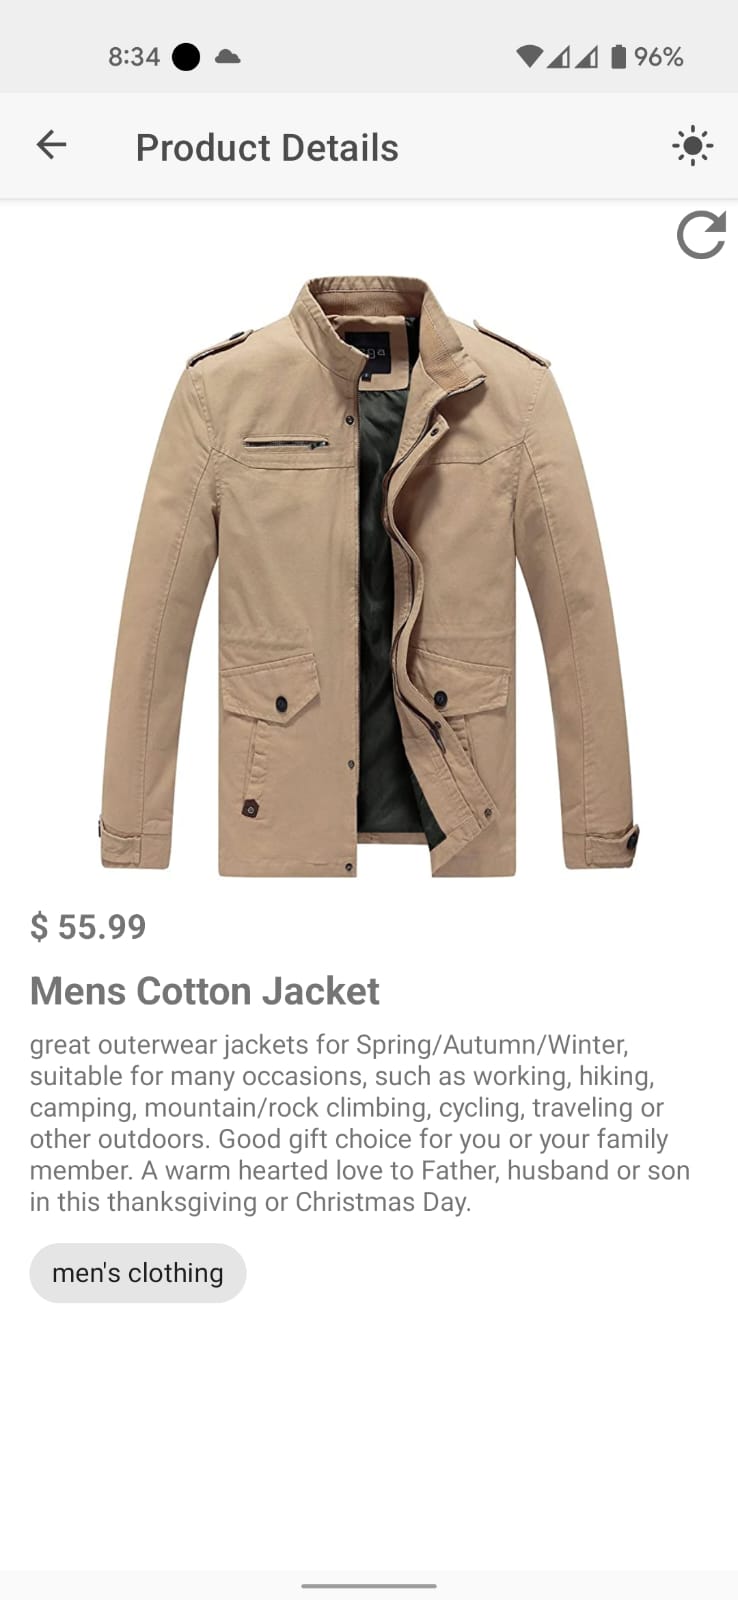 8:34
96%
Product Details
$ 55.99
Mens Cotton Jacket
great outerwear jackets for Spring/Autumn/Winter,
suitable for many occasions, such as working, hiking,
camping, mountain/rock climbing, cycling, traveling or
other outdoors. Good gift choice for you or your family
member. A warm hearted love to Father, husband or son
in this thanksgiving or Christmas Day.
men's clothing